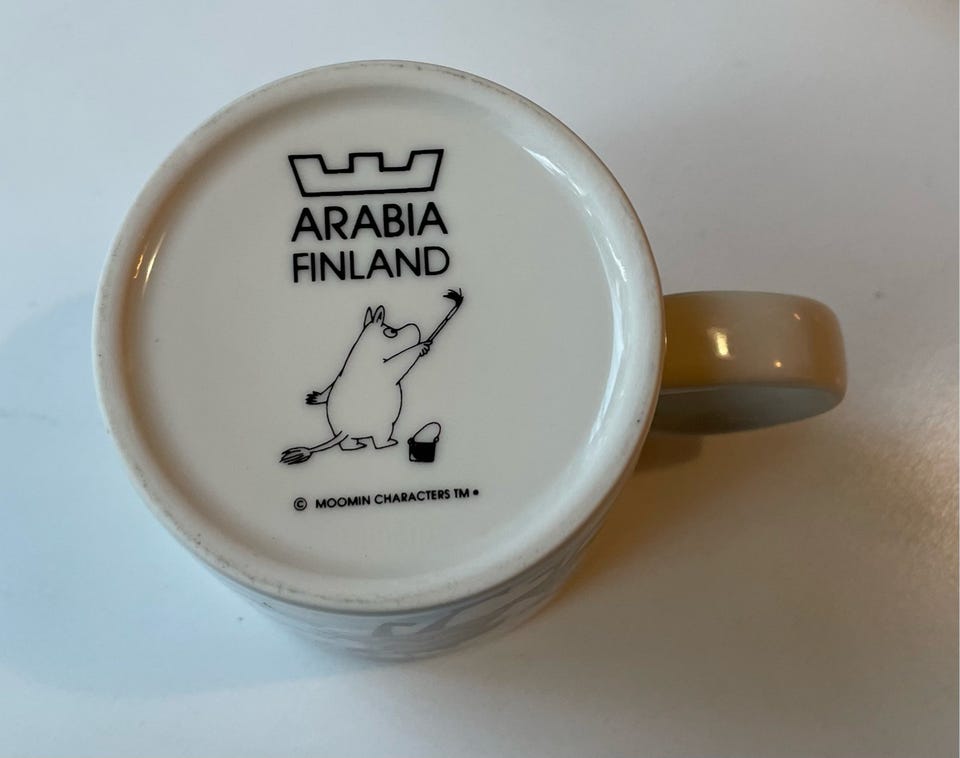 ARABIA
FINLAND
© MOOMIN CHARACTERS TM •